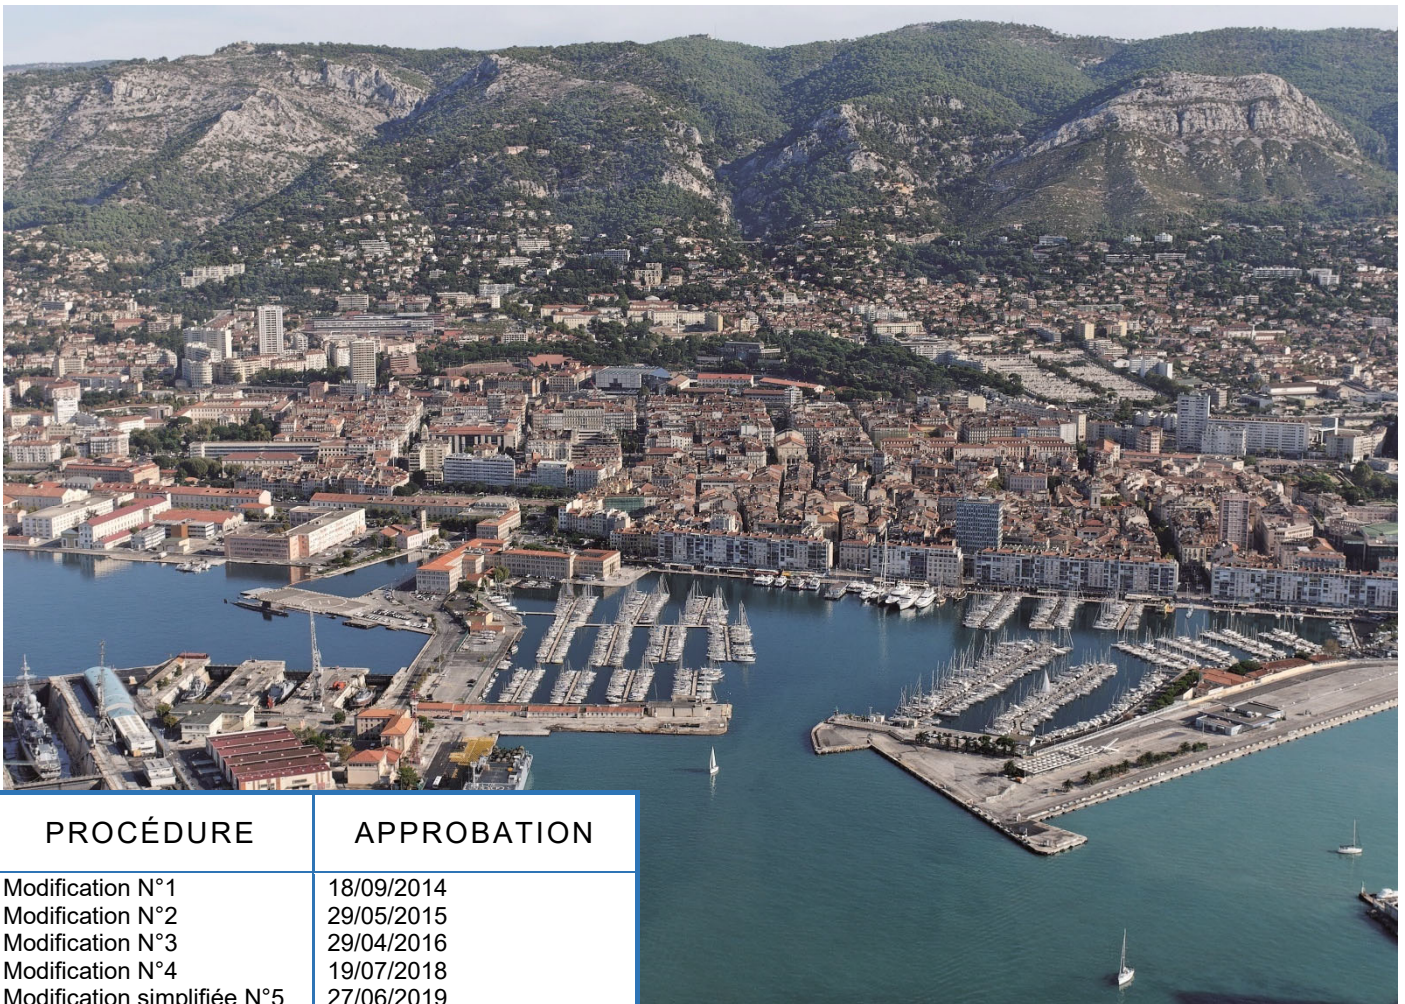 PROCÉDURE APPROBATION
Modification N°1 18/09/2014
Modification N°2 29/05/2015
Modification N°3 29/04/2016
Modification N°4 19/07/2018
Modification simplifiée N°5 27/06/2019